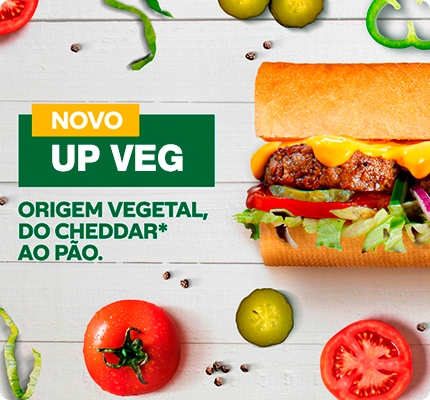 NOVO
UP VEG
ORIGEM VEGETAL,
DO CHEDDAR*
AO PÃO.